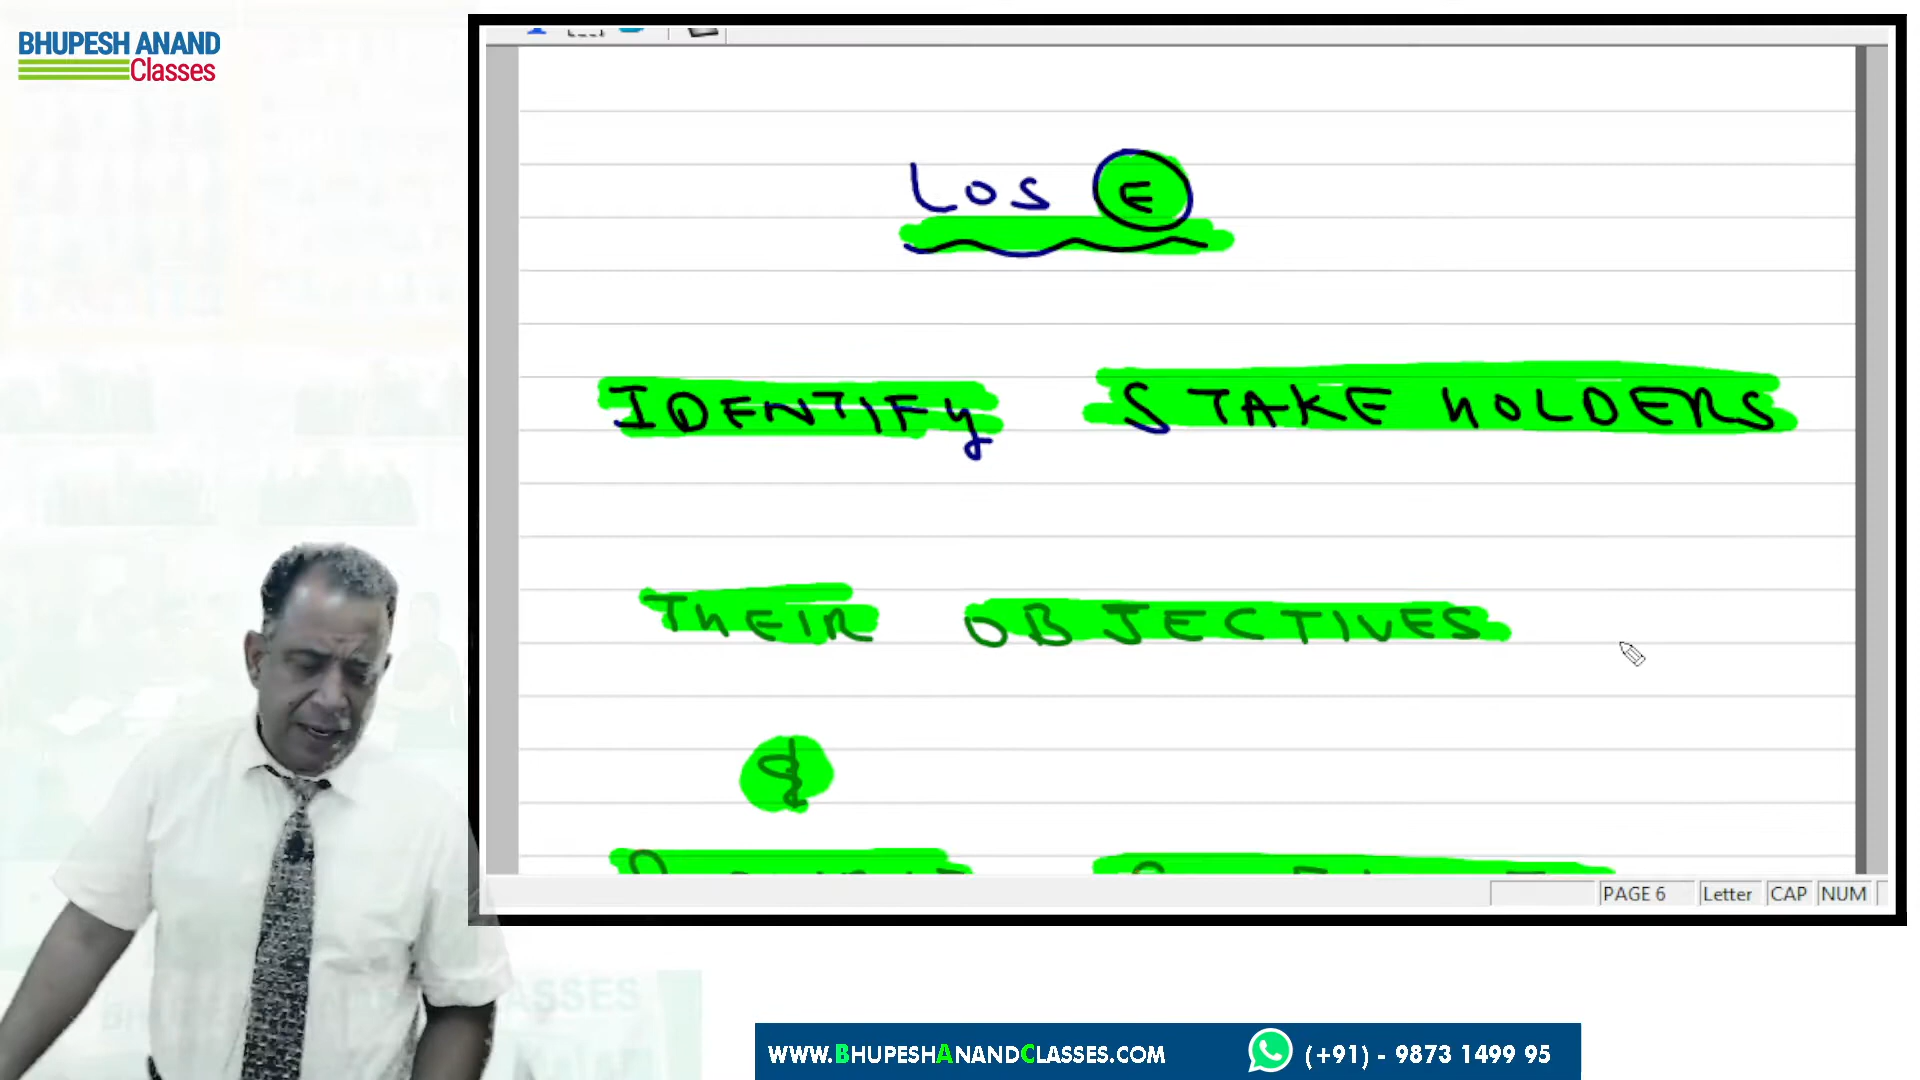 BHUPESH ANAND
Classes
LOS E
IDENTIFY STAKE HOLDERS
THEIR OBJECTIVES
&
PAGE 6 Letter CAP NUM
WWW.BHUPESHANANDCLASSES.COM (+91) - 9873 1499 95